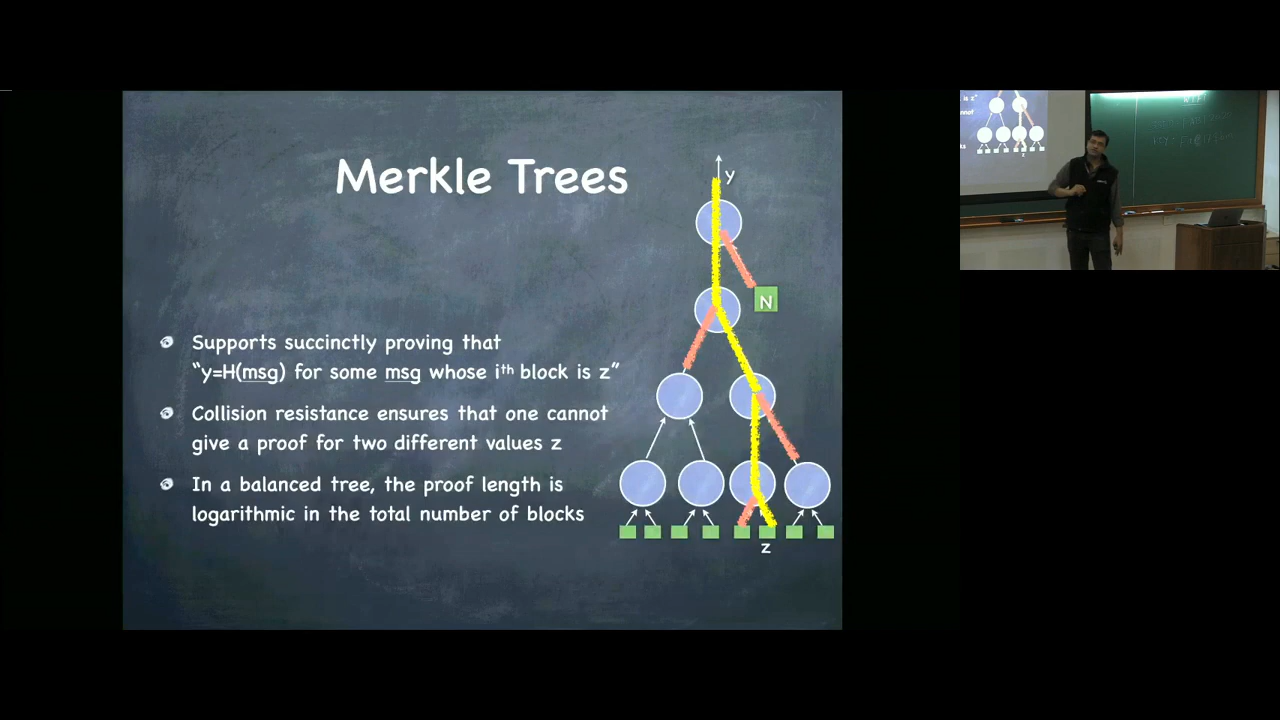 Merkle Trees
y
N
Supports succinctly proving that
“y=H(msg) for some msg whose iᵗʰ block is z”
Collision resistance ensures that one cannot
give a proof for two different values z
In a balanced tree, the proof length is
logarithmic in the total number of blocks
z